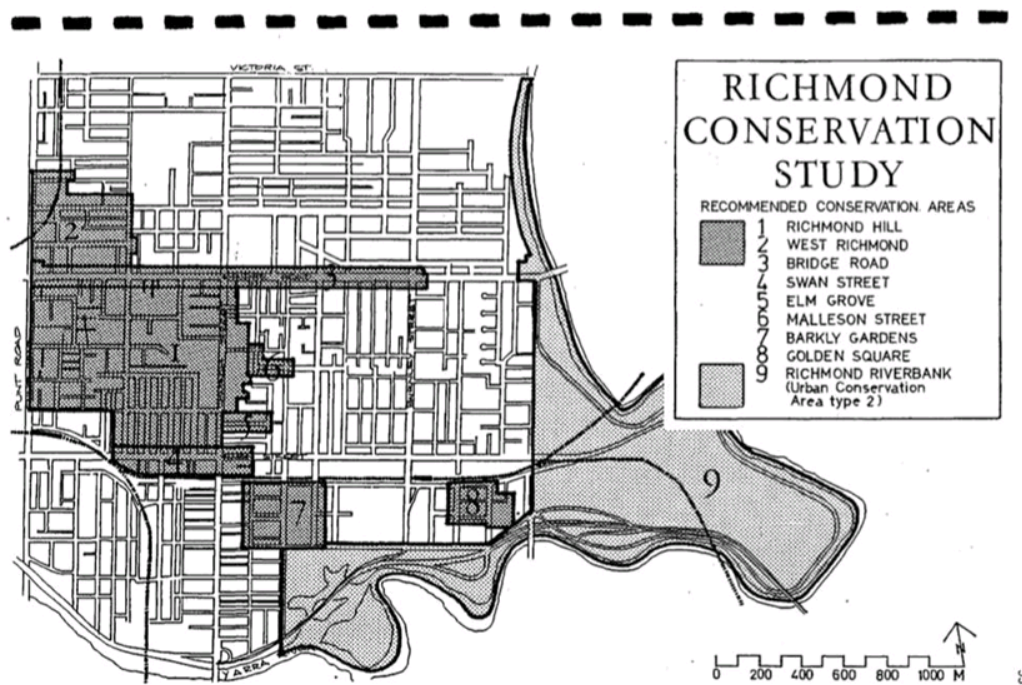 VICTORIA ST.
RICHMOND
CONSERVATION
STUDY
RECOMMENDED CONSERVATION AREAS
1 RICHMOND HILL
2 WEST RICHMOND
3 BRIDGE ROAD
4 SWAN STREET
5 ELM GROVE
6 MALLESON STREET
7 BARKLY GARDENS
8 GOLDEN SQUARE
9 RICHMOND RIVERBANK
(Urban Conservation
Area type 2)
2
3
PUNT ROAD
1
6
5
4
7
8
9
YARRA
N
0 200 400 600 800 1000 M